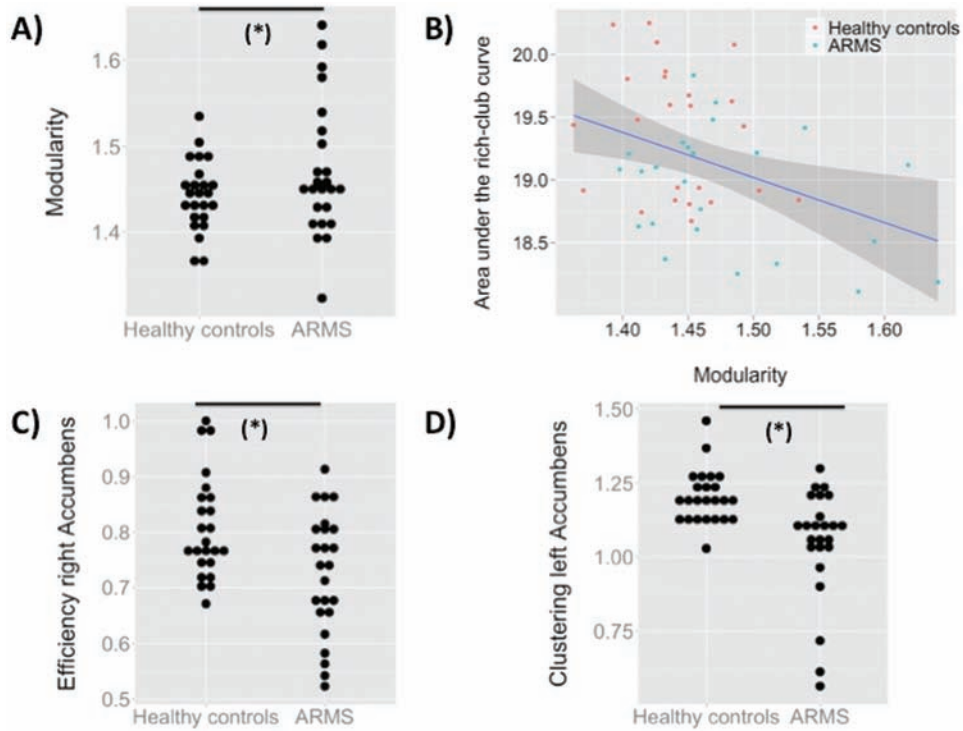 A)
(*)
Modularity
1.6
1.5
1.4
Healthy controls ARMS
B)
Healthy controls
ARMS
Area under the rich-club curve
20.0
19.5
19.0
18.5
1.40 1.45 1.50 1.55 1.60
Modularity
C)
(*)
Efficiency right Accumbens
1.0
0.9
0.8
0.7
0.6
0.5
Healthy controls ARMS
D)
(*)
Clustering left Accumbens
1.50
1.25
1.00
0.75
Healthy controls ARMS